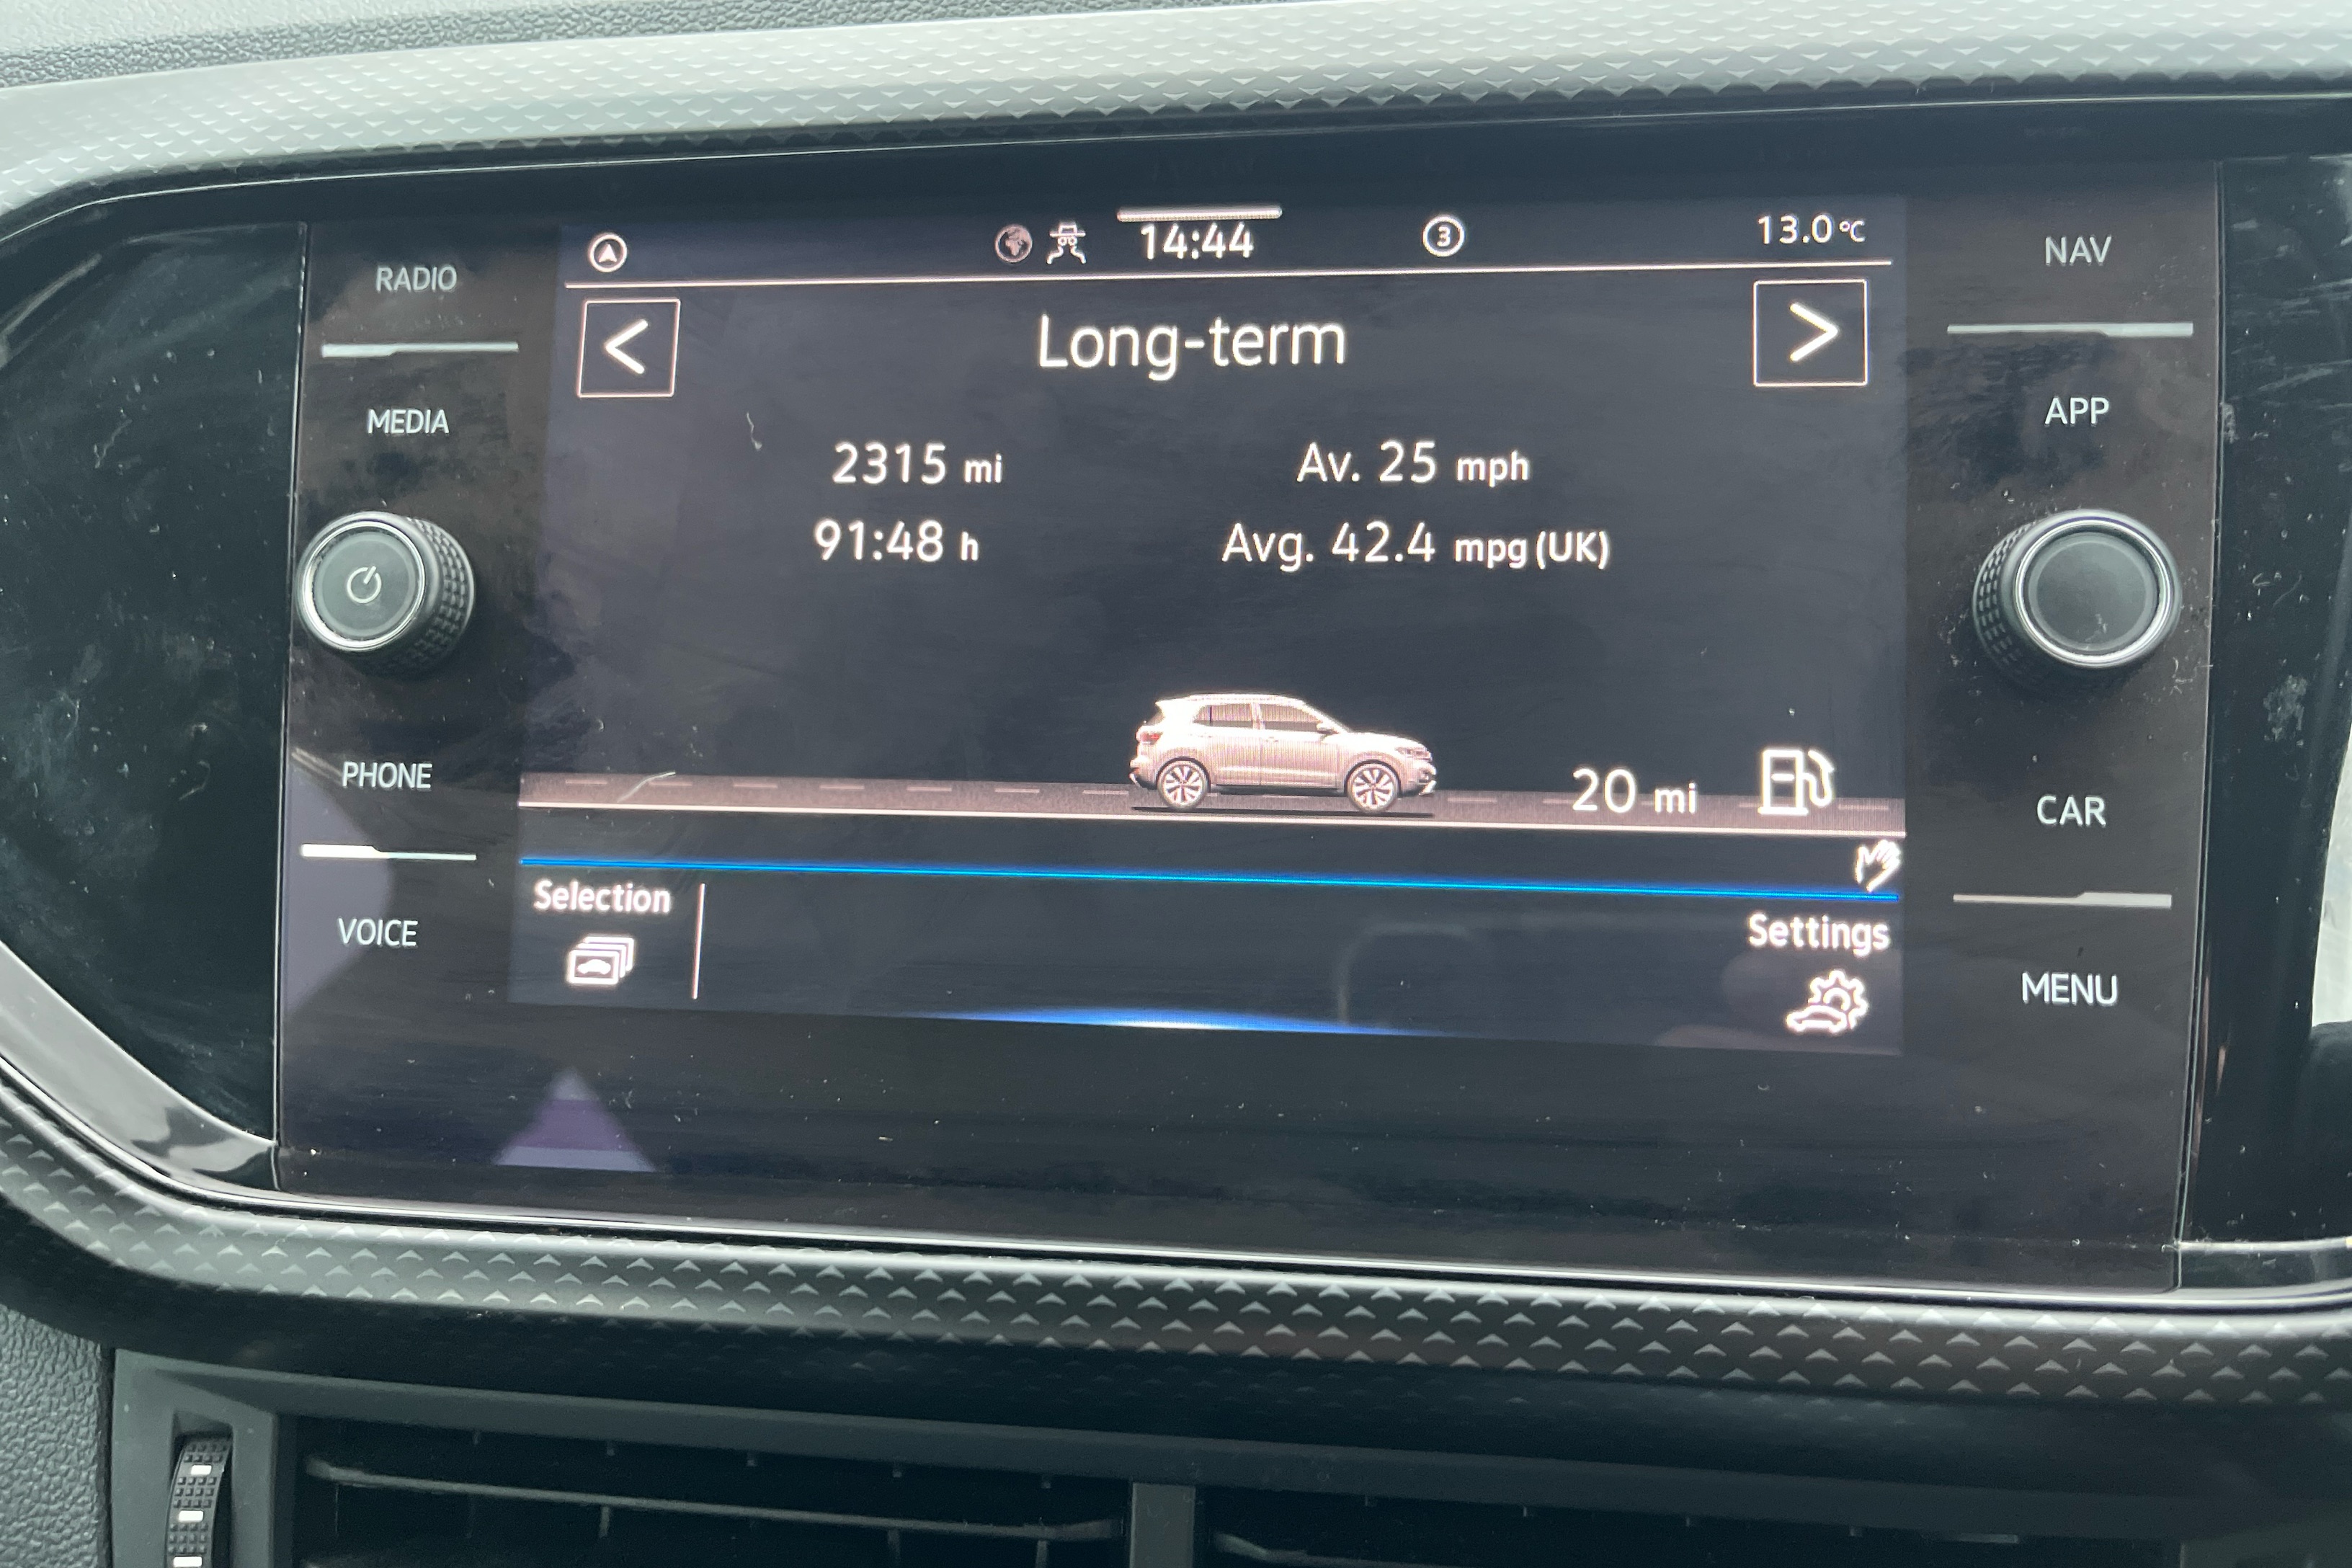 14:44
3
13.0°C
RADIO
NAV
Long-term
MEDIA
APP
2315 mi
Av. 25 mph
91:48 h
Avg. 42.4 mpg (UK)
PHONE
20 mi
CAR
Selection
VOICE
Settings
MENU